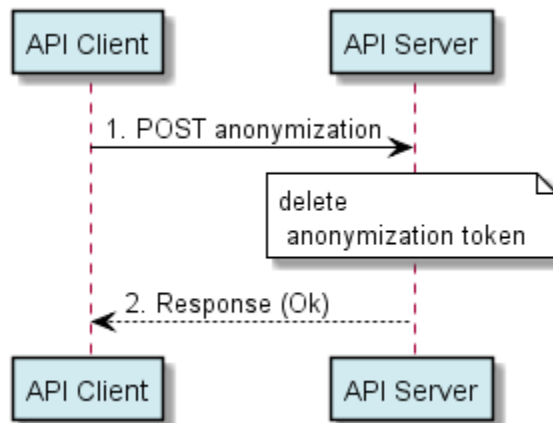 API Client
API Server
1. POST anonymization
delete
anonymization token
2. Response (Ok)
API Client
API Server